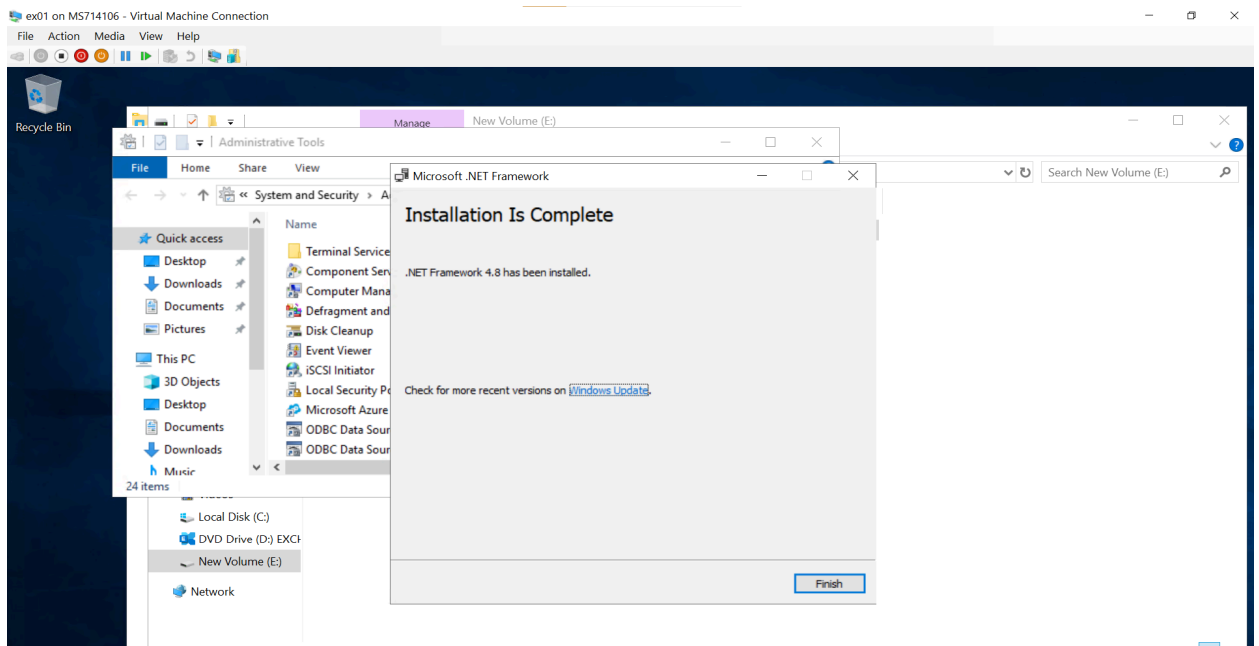 ex01 on MS714106 - Virtual Machine Connection
File Action Media View Help
Recycle Bin
Manage New Volume (E:)
Administrative Tools
File Home Share View
System and Security
Search New Volume (E:)
Microsoft .NET Framework
Installation Is Complete
.NET Framework 4.8 has been installed.
Check for more recent versions on Windows Update.
Finish
Name
Quick access
Desktop
Downloads
Documents
Pictures
This PC
3D Objects
Desktop
Documents
Downloads
Music
Terminal Service
Component Serv
Computer Mana
Defragment and
Disk Cleanup
Event Viewer
iSCSI Initiator
Local Security Po
Microsoft Azure
ODBC Data Sour
ODBC Data Sour
24 items
Local Disk (C:)
DVD Drive (D:) EXCH
New Volume (E:)
Network